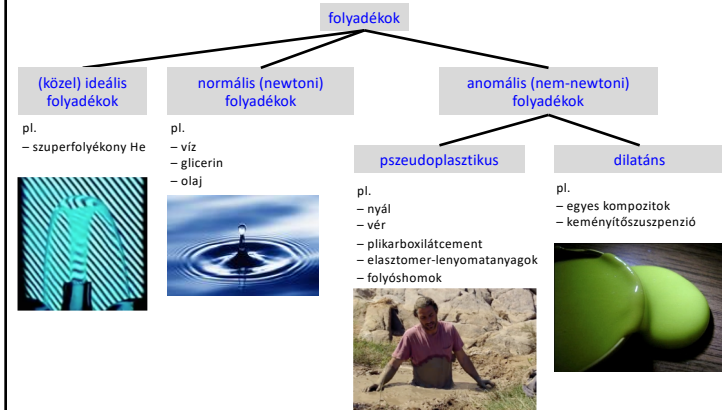 folyadékok
(közel) ideális
folyadékok
pl.
– szuperfolyékony He
normális (newtoni)
folyadékok
pl.
– víz
– glicerin
– olaj
anomális (nem-newtoni)
folyadékok
pszeudoplasztikus
pl.
– nyál
– vér
– plikarboxilátcement
– elasztomer-lenyomatanyagok
– folyóshomok
dilatáns
pl.
– egyes kompozitok
– keményítőszuszpenzió